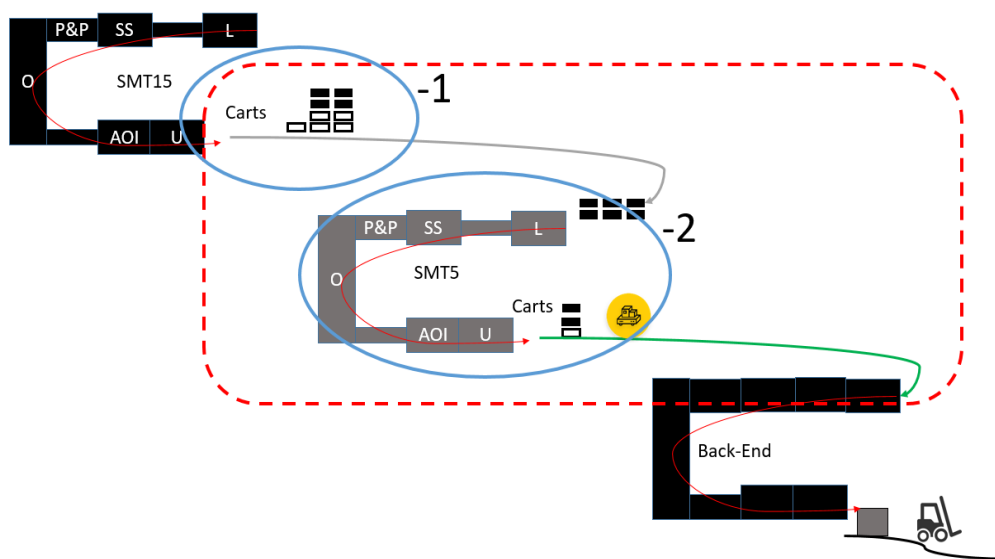 P&P SS L
O SMT15
AOI U
Carts
-1
P&P SS L
-2
O SMT5
Carts
AOI U
Back-End